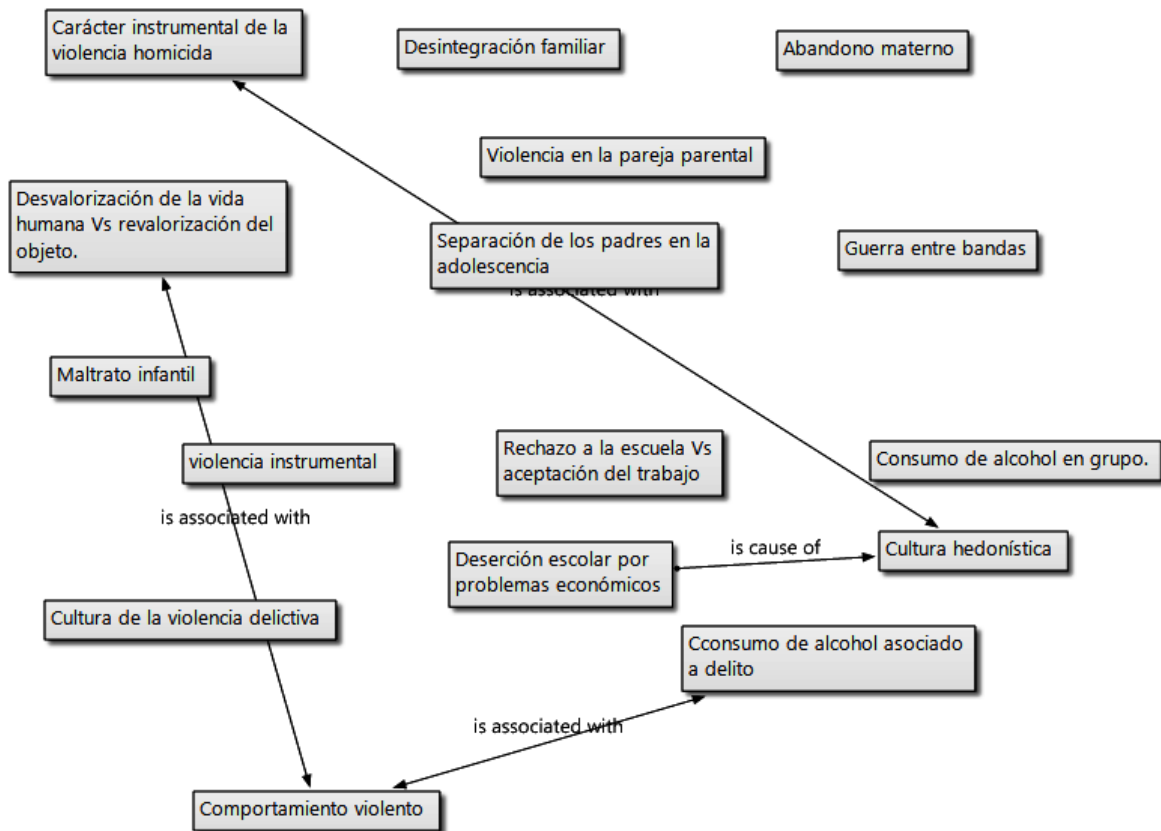 Carácter instrumental de la
violencia homicida
Desintegración familiar
Abandono materno
Violencia en la pareja parental
Desvalorización de la vida
humana Vs revalorización del
objeto.
Separación de los padres en la
adolescencia
Guerra entre bandas
is associated with
Maltrato infantil
violencia instrumental
Rechazo a la escuela Vs
aceptación del trabajo
Consumo de alcohol en grupo.
is associated with
Deserción escolar por
problemas económicos
is cause of
Cultura hedonística
Cultura de la violencia delictiva
Cconsumo de alcohol asociado
a delito
is associated with
Comportamiento violento